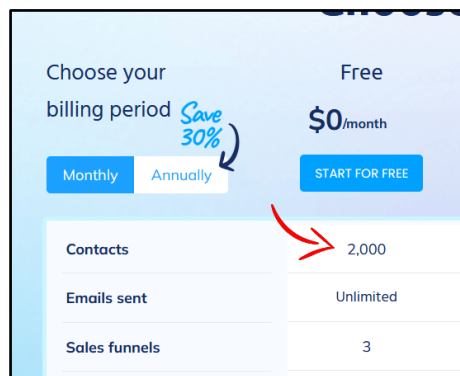 Choose your
billing period
Save
30%
Monthly
Annually
Free
$0/month
START FOR FREE
Contacts
2,000
Emails sent
Unlimited
Sales funnels
3